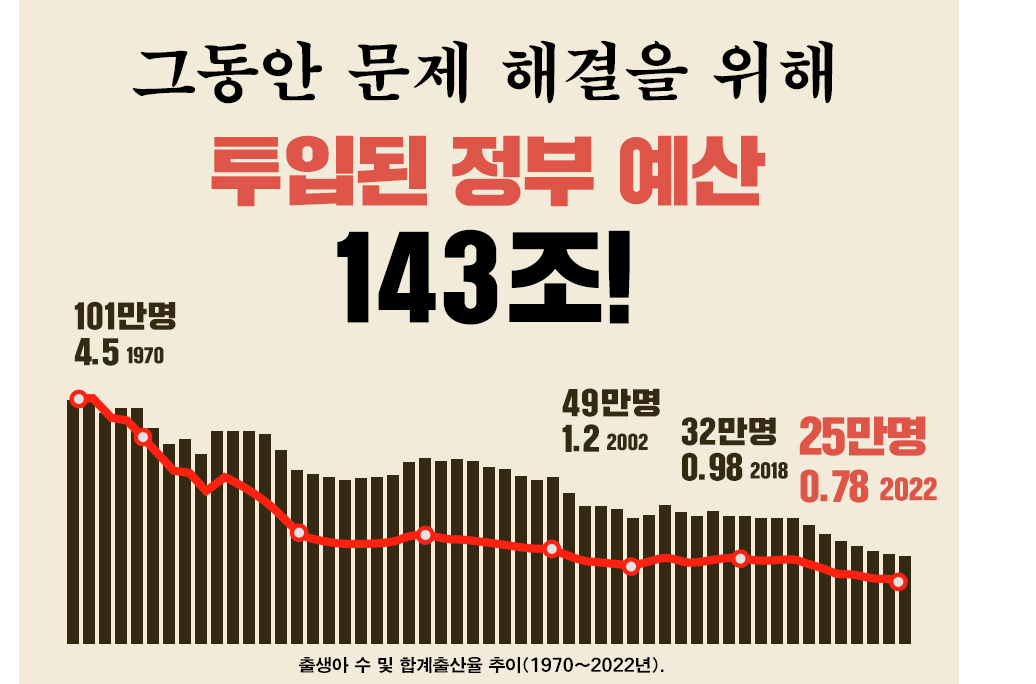 그동안 문제 해결을 위해
투입된 정부 예산
143조!
101만명
4.5 1970
49만명
1.2 2002
32만명
0.98 2018
25만명
0.78 2022
출생아 수 및 합계출산율 추이(1970~2022년).